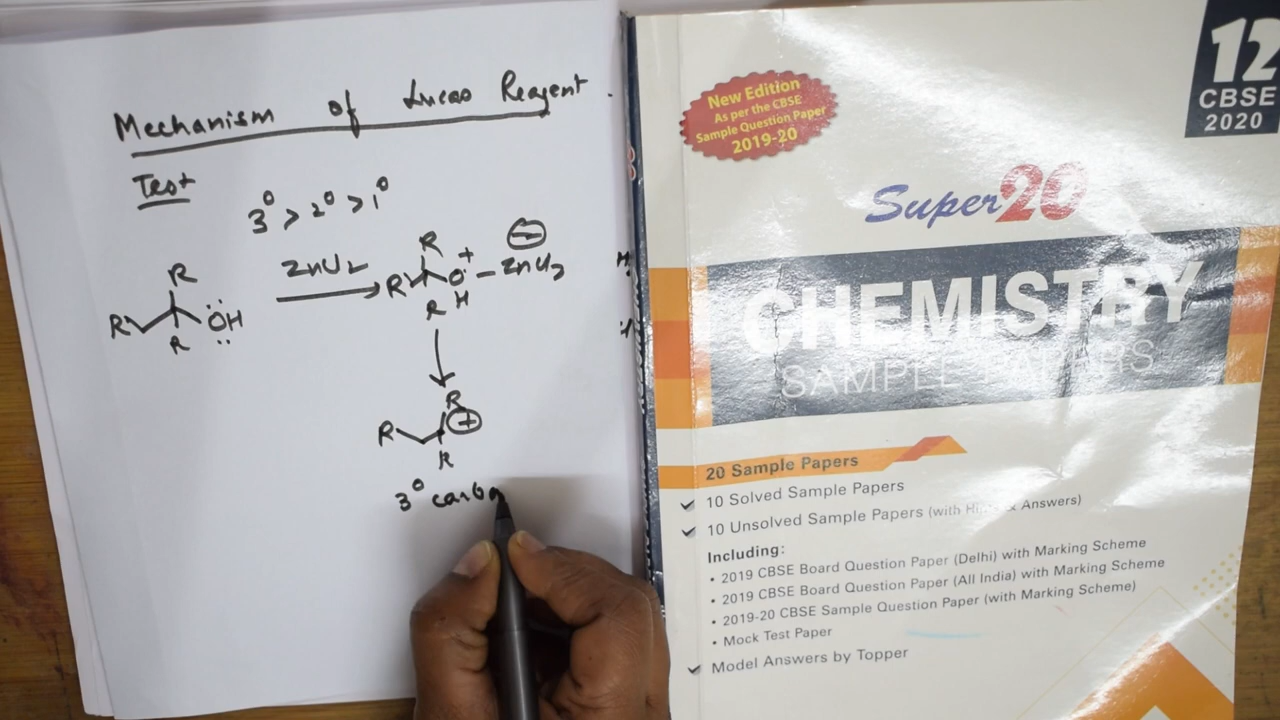 Mechanism of Lucas Reagent.
Test
3° > 2° > 1°
ZnCl2
R
R
R
OH
R
R
O+
H
R
ZnCl2
−
R
R
+
R
3° carbo
New Edition
As per the CBSE
Sample Question Paper
2019-20
12
CBSE
2020
Super20
CHEMISTRY
SAMPLE PAPERS
20 Sample Papers
10 Solved Sample Papers
10 Unsolved Sample Papers (with Hints & Answers)
Including:
• 2019 CBSE Board Question Paper (Delhi) with Marking Scheme
• 2019 CBSE Board Question Paper (All India) with Marking Scheme
• 2019-20 CBSE Sample Question Paper (with Marking Scheme)
• Mock Test Paper
Model Answers by Topper